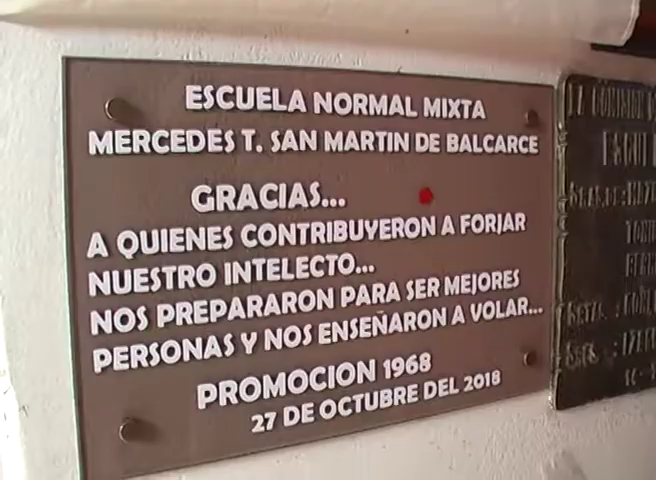 ESCUELA NORMAL MIXTA
MERCEDES T. SAN MARTIN DE BALCARCE
GRACIAS...
A QUIENES CONTRIBUYERON A FORJAR
NUESTRO INTELECTO...
NOS PREPARARON PARA SER MEJORES
PERSONAS Y NOS ENSEÑARON A VOLAR...
PROMOCION 1968
27 DE OCTUBRE DEL 2018
LA